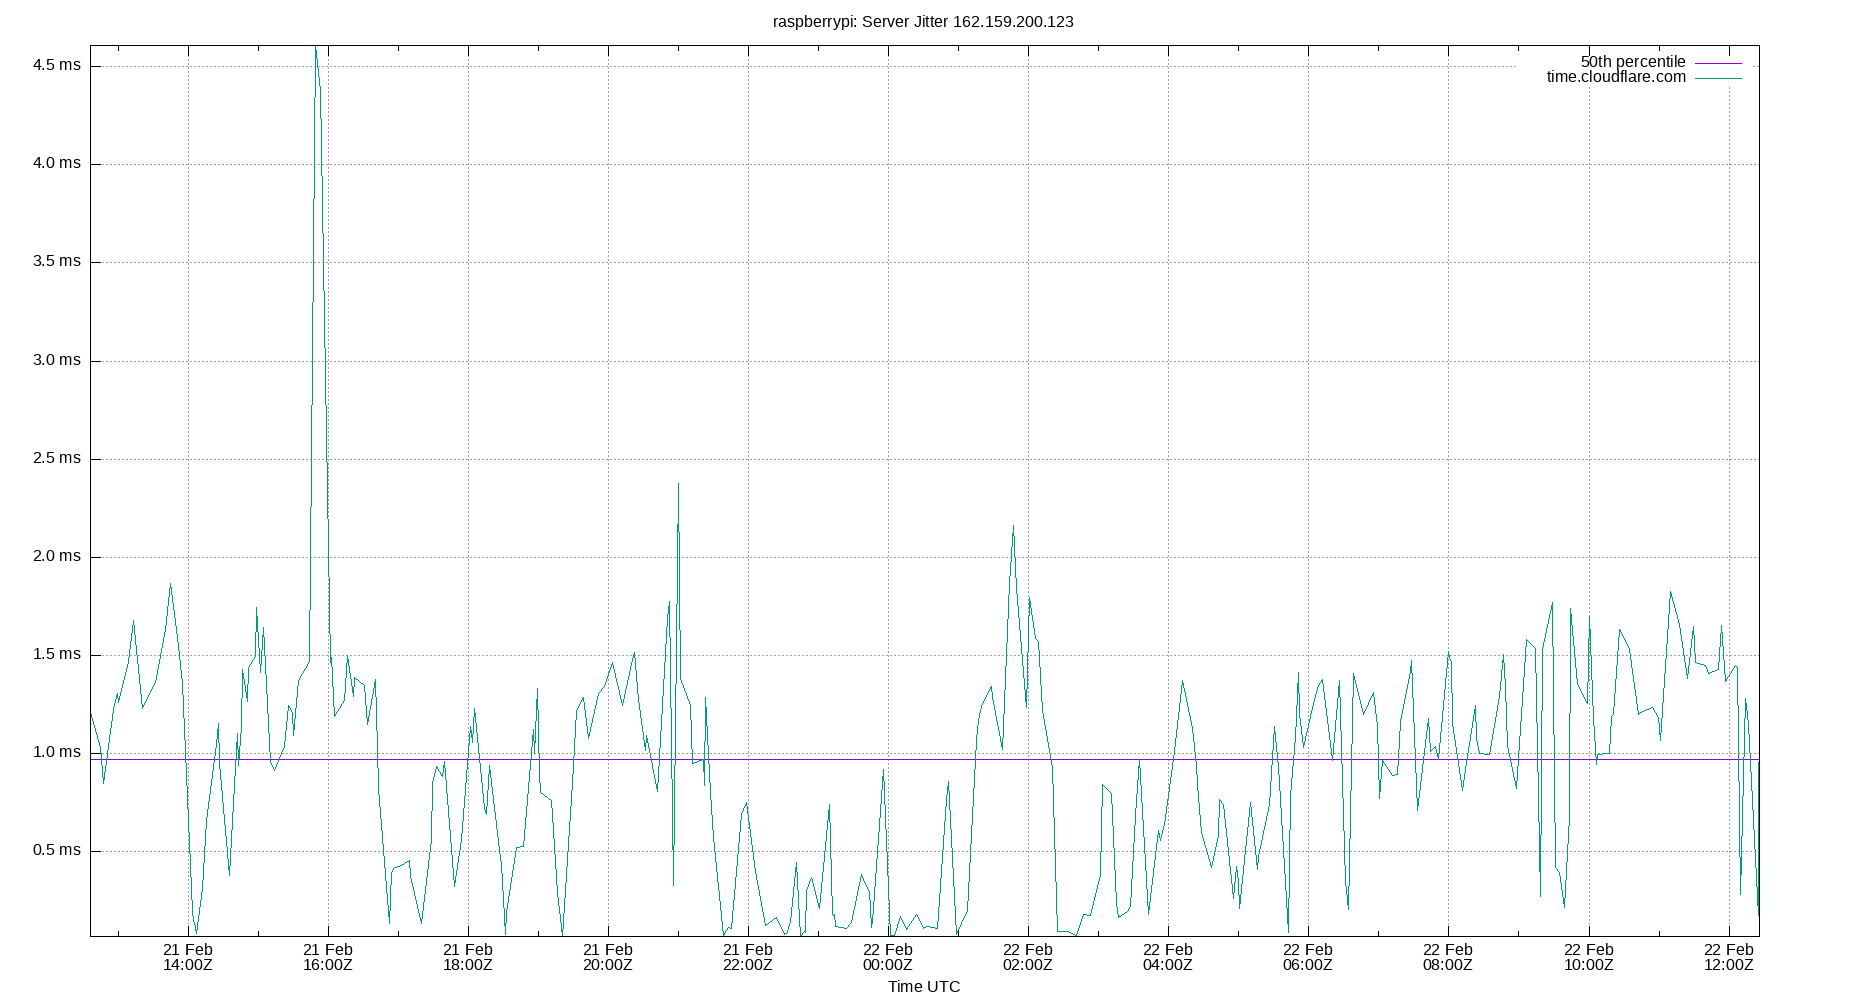 raspberrypi: Server Jitter 162.159.200.123
50th percentile
time.cloudflare.com
4.5 ms
4.0 ms
3.5 ms
3.0 ms
2.5 ms
2.0 ms
1.5 ms
1.0 ms
0.5 ms
21 Feb 21 Feb 21 Feb 21 Feb 21 Feb 22 Feb 22 Feb 22 Feb 22 Feb 22 Feb 22 Feb 22 Feb
14:00Z 16:00Z 18:00Z 20:00Z 22:00Z 00:00Z 02:00Z 04:00Z 06:00Z 08:00Z 10:00Z 12:00Z
Time UTC